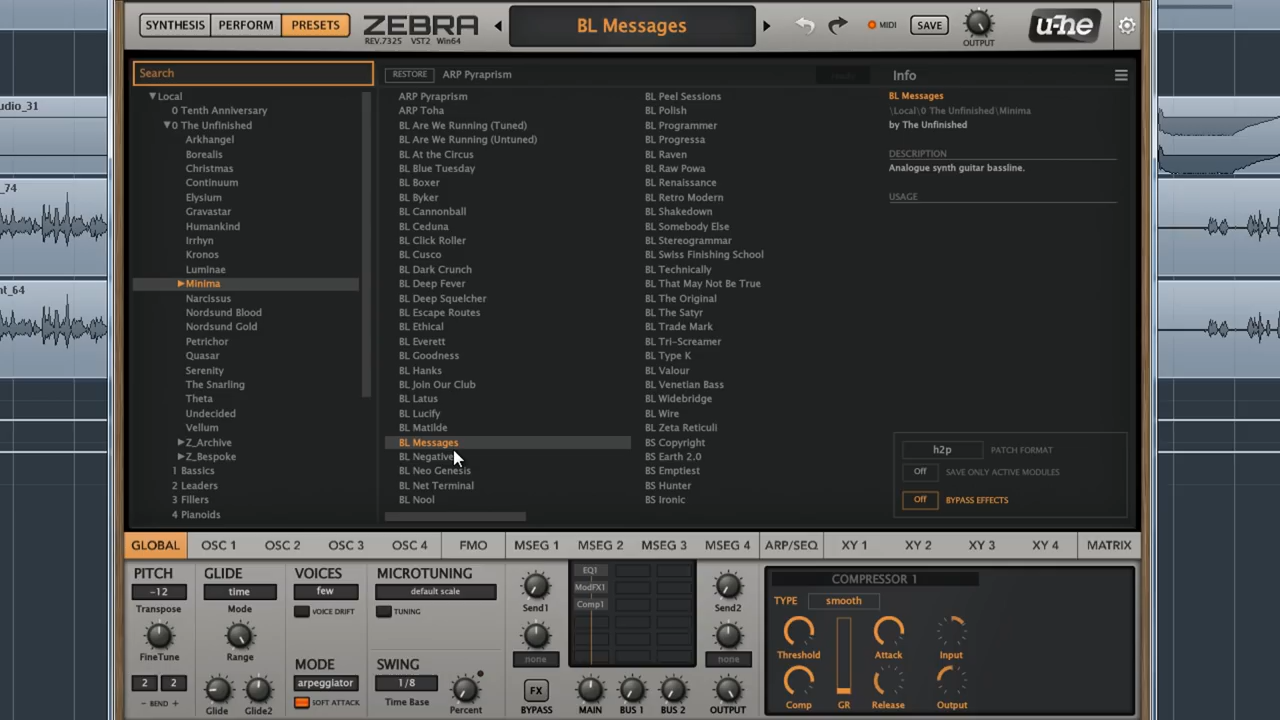 SYNTHESIS PERFORM PRESETS
ZEBRA
REV.7325 VST2 Win64
BL Messages
MIDI
SAVE
OUTPUT
u-he
Search
Local
0 Tenth Anniversary
0 The Unfinished
Arkhangel
Borealis
Christmas
Continuum
Elysium
Gravastar
Humankind
Irrhyn
Kronos
Luminae
Minima
Narcissus
Nordsund Blood
Nordsund Gold
Petrichor
Quasar
Serenity
The Snarling
Theta
Undecided
Vellum
Z_Archive
Z_Bespoke
1 Bassics
2 Leaders
3 Fillers
4 Pianoids
RESTORE ARP Pyraprism
ready
ARP Pyraprism
ARP Toha
BL Are We Running (Tuned)
BL Are We Running (Untuned)
BL At the Circus
BL Blue Tuesday
BL Boxer
BL Byker
BL Cannonball
BL Ceduna
BL Click Roller
BL Cusco
BL Dark Crunch
BL Deep Fever
BL Deep Squelcher
BL Escape Routes
BL Ethical
BL Everett
BL Goodness
BL Hanks
BL Join Our Club
BL Latus
BL Lucify
BL Matilde
BL Messages
BL Negative
BL Neo Genesis
BL Net Terminal
BL Nool
BL Peel Sessions
BL Polish
BL Programmer
BL Progressa
BL Raven
BL Raw Powa
BL Renaissance
BL Retro Modern
BL Shakedown
BL Somebody Else
BL Stereogrammar
BL Swiss Finishing School
BL Technically
BL That May Not Be True
BL The Original
BL The Satyr
BL Trade Mark
BL Tri-Screamer
BL Type K
BL Valour
BL Venetian Bass
BL Widebridge
BL Wire
BL Zeta Reticuli
BS Copyright
BS Earth 2.0
BS Emptiest
BS Hunter
BS Ironic
Info
BL Messages
\Local\0 The Unfinished\Minima
by The Unfinished
DESCRIPTION
Analogue synth guitar bassline.
USAGE
h2p PATCH FORMAT
Off SAVE ONLY ACTIVE MODULES
Off BYPASS EFFECTS
GLOBAL OSC 1 OSC 2 OSC 3 OSC 4 FMO MSEG 1 MSEG 2 MSEG 3 MSEG 4 ARP/SEQ XY 1 XY 2 XY 3 XY 4 MATRIX
PITCH
-12
Transpose
FineTune
2 2
- BEND +
GLIDE
time
Mode
Range
Glide Glide2
VOICES
few
VOICE DRIFT
MODE
arpeggiator
SOFT ATTACK
MICROTUNING
default scale
TUNING
SWING
1/8
Time Base
Percent
Send1
none
FX
BYPASS
EQ1
ModFX1
Comp1
MAIN BUS 1 BUS 2 OUTPUT
Send2
none
COMPRESSOR 1
TYPE smooth
Threshold Attack Input
Comp GR Release Output
udio_31
_74
nt_64